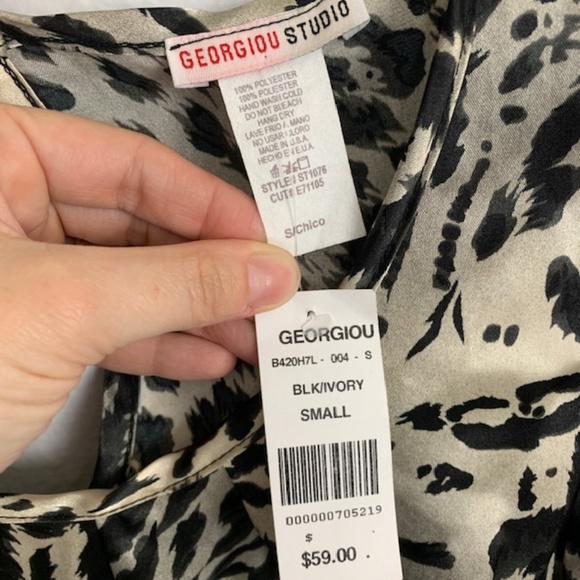 GEORGIOU STUDIO
100% POLYESTER
100% POLIESTER
HAND WASH COLD
DO NOT BLEACH
HANG DRY
LAVE FRIO A MANO
NO USAR CLORO
MADE IN U.S.A.
HECHO E E.U.A.
STYLE# ST1076
CUT# E71105
S/Chico
GEORGIOU
B420H7L - 004 - S
BLK/IVORY
SMALL
000000705219
$
$59.00